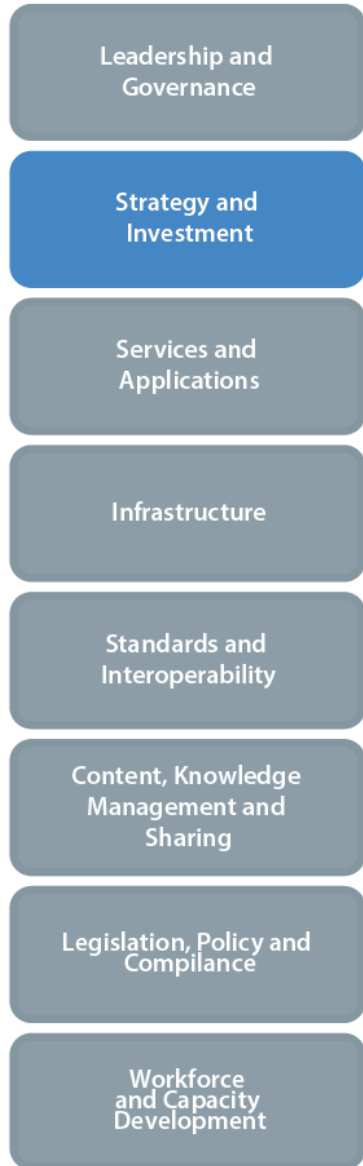 Leadership and
Governance
Strategy and
Investment
Services and
Applications
Infrastructure
Standards and
Interoperability
Content, Knowledge
Management and
Sharing
Legislation, Policy and
Compilance
Workforce
and Capacity
Development